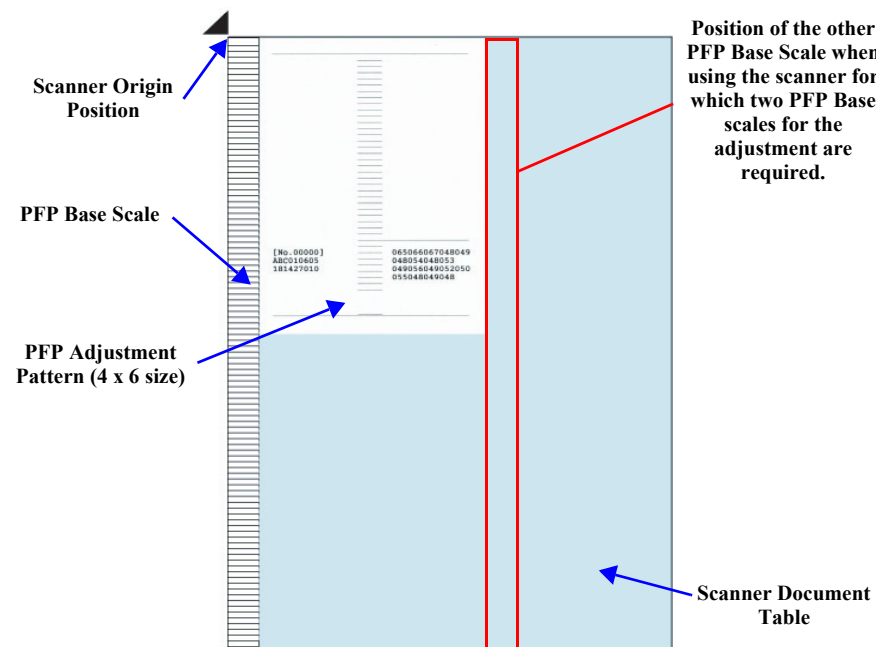 Scanner Origin
Position
PFP Base Scale
PFP Adjustment
Pattern (4 x 6 size)
[No.00000]
ABC010605
181427010
065066067048049
048054048053
049056049052050
055048049048
Position of the other
PFP Base Scale when
using the scanner for
which two PFP Base
scales for the
adjustment are
required.
Scanner Document
Table